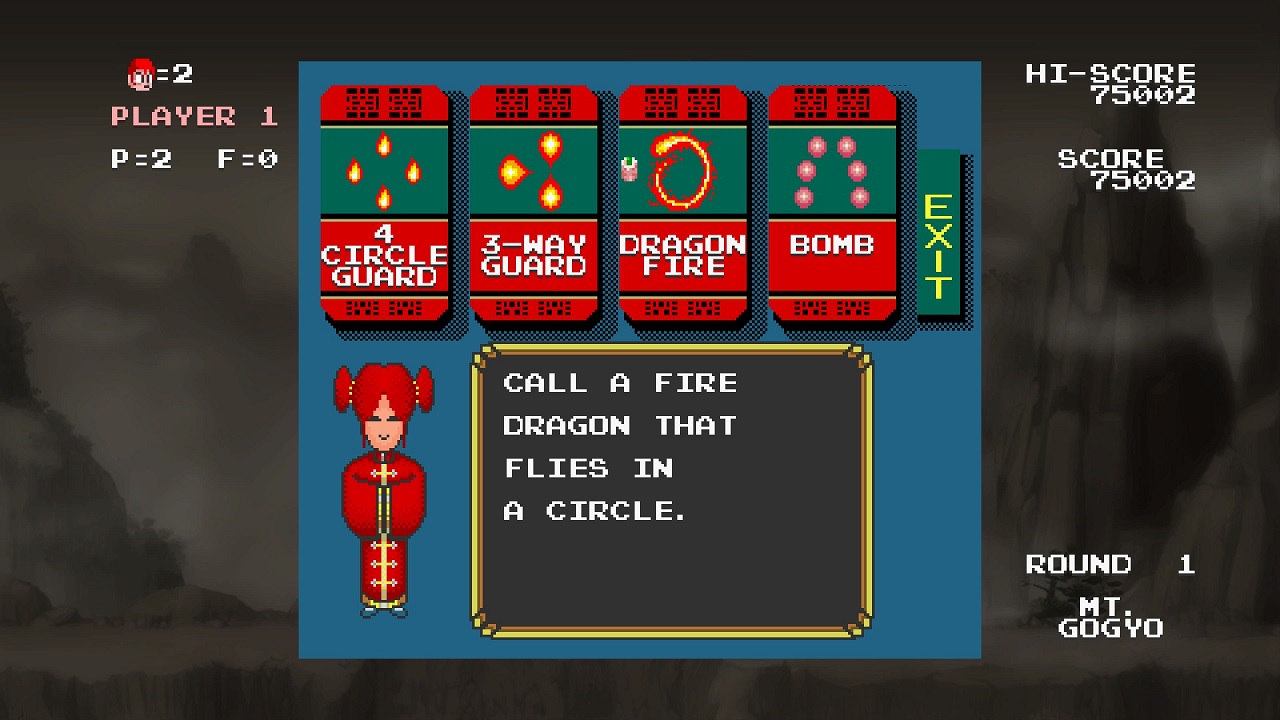 =2
PLAYER 1
P=2 F=0
HI-SCORE
75002
SCORE
75002
4
CIRCLE
GUARD
3-WAY
GUARD
DRAGON
FIRE
BOMB
EXIT
CALL A FIRE
DRAGON THAT
FLIES IN
A CIRCLE.
ROUND 1
MT.
GOGYO